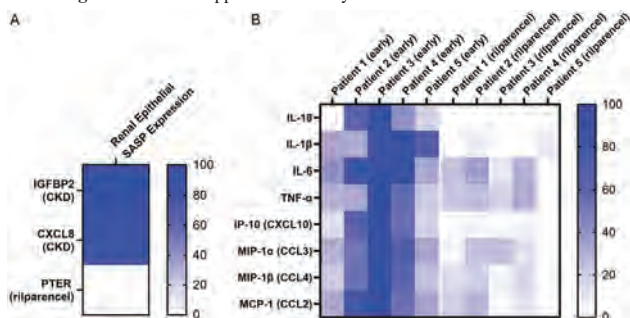 A
B
Renal Epithelial
SASP Expression
IGFBP2
(CKD)
CXCL8
(CKD)
PTER
(rilparencel)
100
80
60
40
20
0
Patient 1 (early)
Patient 2 (early)
Patient 3 (early)
Patient 4 (early)
Patient 5 (early)
Patient 1 (rilparencel)
Patient 2 (rilparencel)
Patient 3 (rilparencel)
Patient 4 (rilparencel)
Patient 5 (rilparencel)
IL-1β
IL-6
TNF-α
IP-10 (CXCL10)
MIP-1α (CCL3)
MIP-1β (CCL4)
MCP-1 (CCL2)
100
80
60
40
20
0